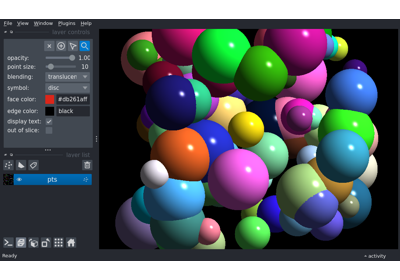 File View Window Plugins Help
layer controls
opacity: 1.00
point size: 10
blending: translucen
symbol: disc
face color: #db261aff
edge color: black
display text:
out of slice:
layer list
pts
Ready
activity